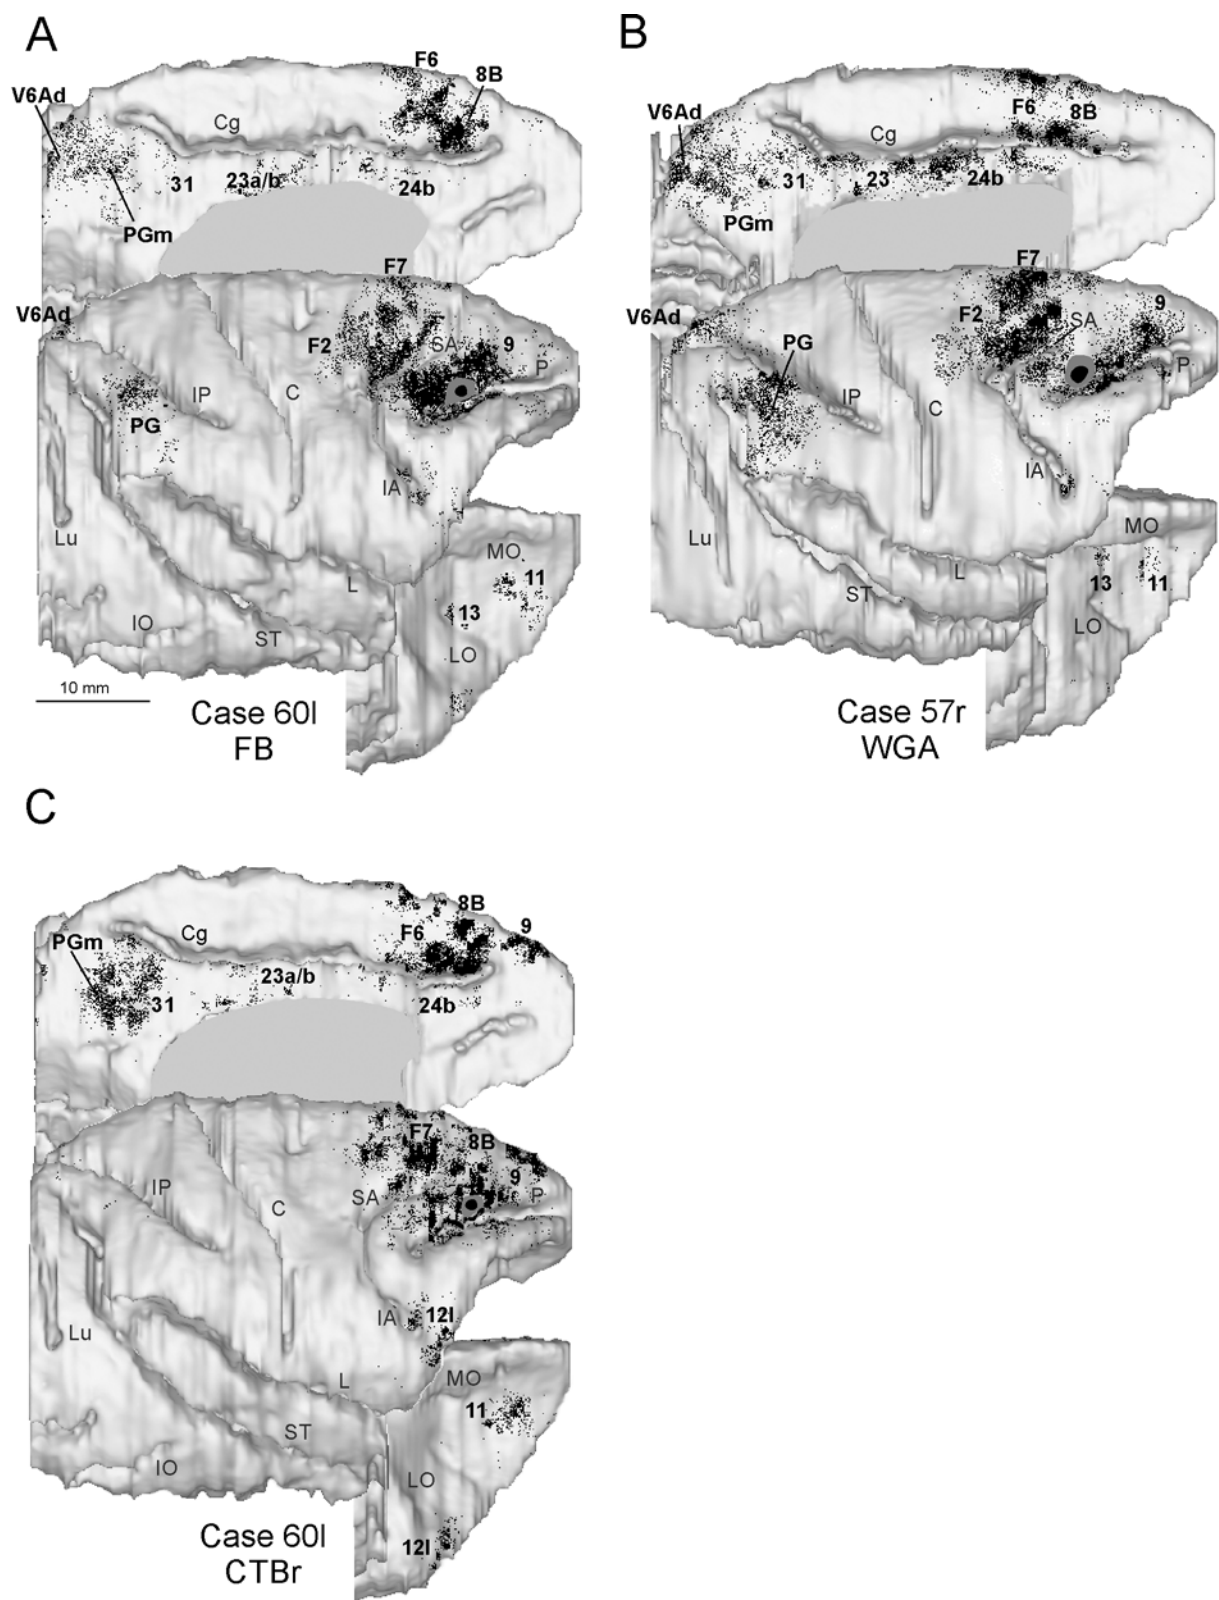 A
F6
8B
V6Ad
Cg
31
23a/b
24b
PGm
F7
V6Ad
F2
SA
9
P
IP
C
PG
IA
Lu
MO
11
L
13
IO
ST
LO
10 mm
Case 60l
FB
B
V6Ad
F6
8B
Cg
31
23
24b
PGm
F7
V6Ad
F2
SA
9
PG
P
IP
C
IA
Lu
MO
L
13
11
ST
LO
Case 57r
WGA
C
8B
9
PGm
Cg
F6
31
23a/b
24b
F7
8B
9
IP
SA
P
C
IA
12l
Lu
L
MO
11
ST
IO
LO
12l
Case 60l
CTBr